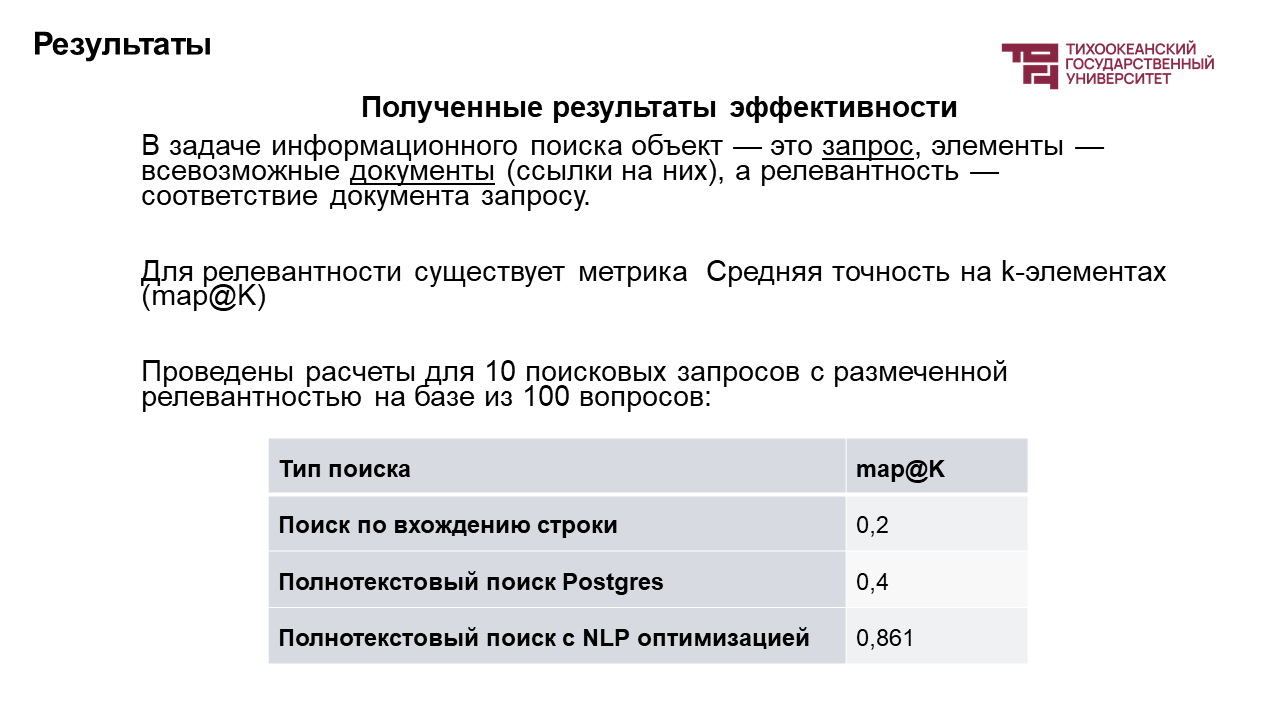 Результаты
ТИХООКЕАНСКИЙ
ГОСУДАРСТВЕННЫЙ
УНИВЕРСИТЕТ
Полученные результаты эффективности
В задаче информационного поиска объект — это запрос, элементы —
всевозможные документы (ссылки на них), а релевантность —
соответствие документа запросу.
Для релевантности существует метрика Средняя точность на k-элементах
(map@K)
Проведены расчеты для 10 поисковых запросов с размеченной
релевантностью на базе из 100 вопросов:
Тип поиска map@K
Поиск по вхождению строки 0,2
Полнотекстовый поиск Postgres 0,4
Полнотекстовый поиск с NLP оптимизацией 0,861